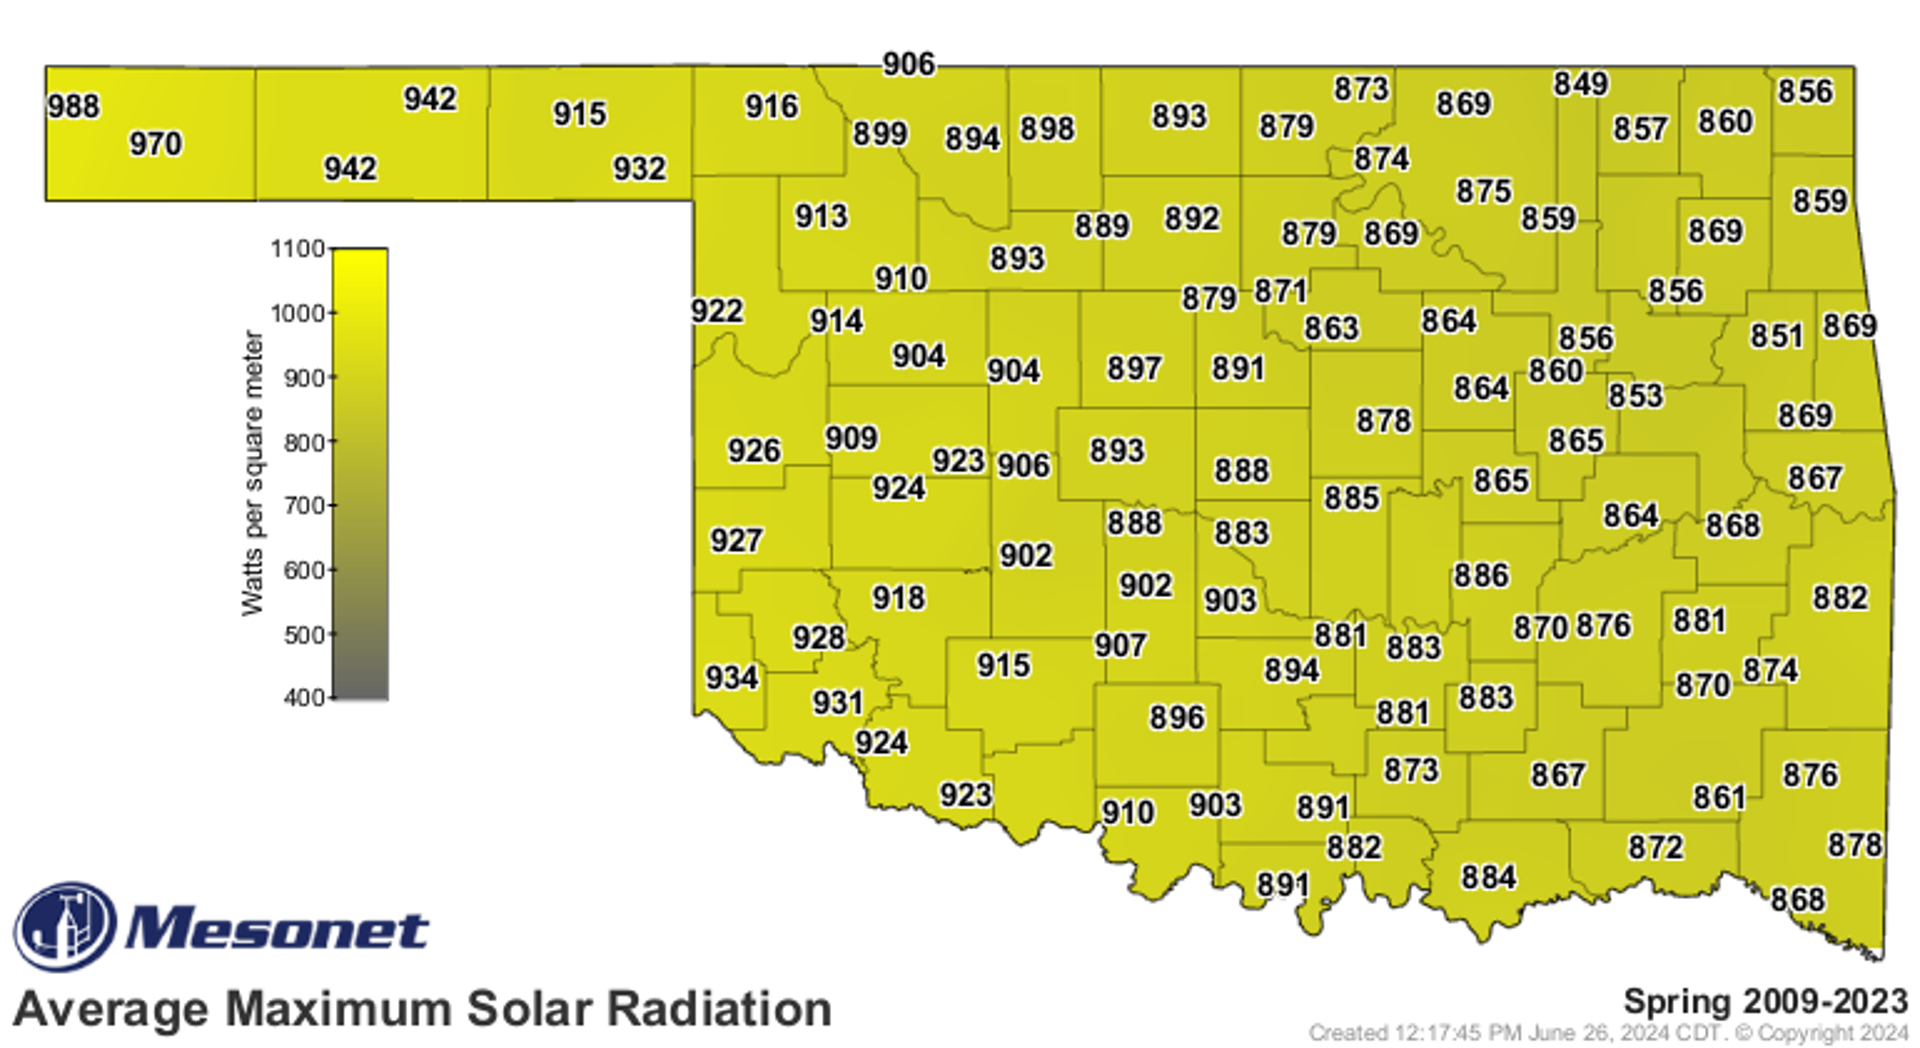 906
988 942 915 916 873 869 849 856
970 942 932 899 894 898 893 879 874 857 860
913 889 892 879 869 875 859 869 859
910 893
922 914 904 904 879 871 863 864 856 856 851 869
897 891 878 864 860 853 869
926 909 923 906 893 888 865 865 867
924 885 864 868
927 902 888 883 886 882
918 902 903 870 876 881
928 907 881 883
934 915 894 883 870 874
931 896 881
924 873 867 876
923 910 903 891 861
882 872 878
891 884 868
1100
1000
900
800
700
600
500
400
Watts per square meter
Mesonet
Average Maximum Solar Radiation
Spring 2009-2023
Created 12:17:45 PM June 26, 2024 CDT. © Copyright 2024